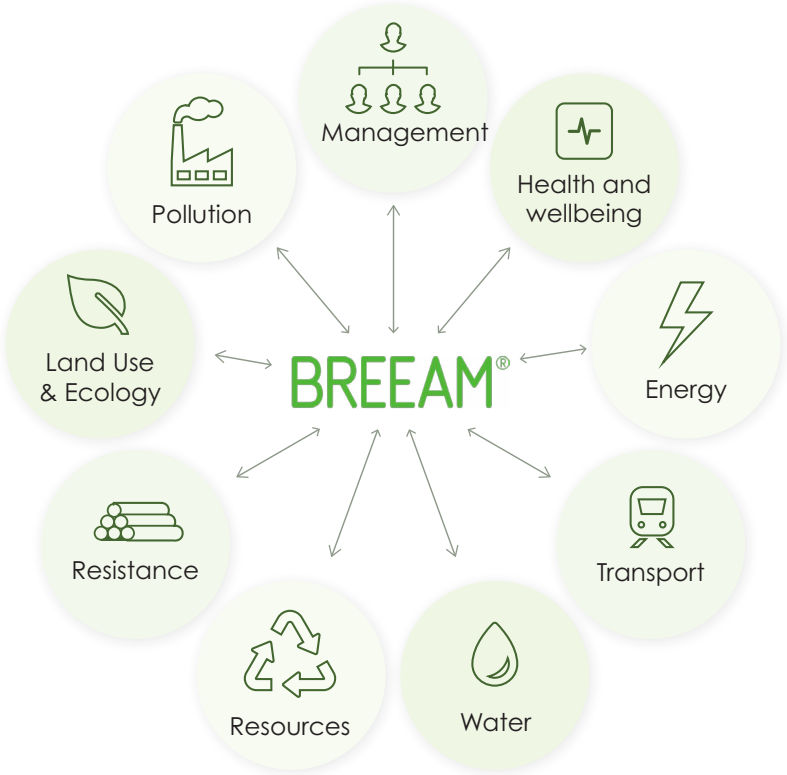 Management
Health and
wellbeing
Pollution
Energy
Land Use
& Ecology
BREEAM®
Transport
Resistance
Water
Resources